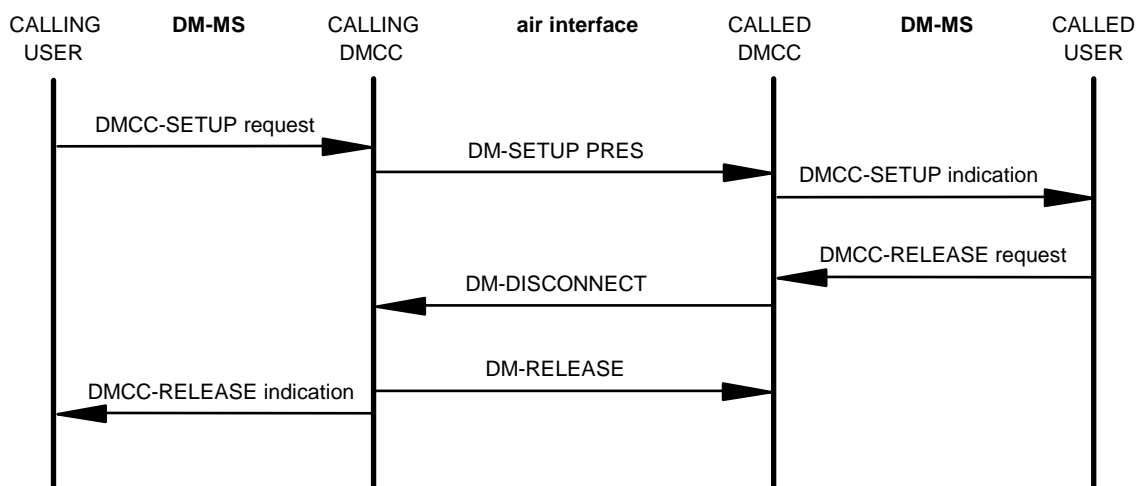 CALLING USER
DM-MS
CALLING DMCC
air interface
CALLED DMCC
DM-MS
CALLED USER
DMCC-SETUP request
DM-SETUP PRES
DMCC-SETUP indication
DMCC-RELEASE request
DM-DISCONNECT
DM-RELEASE
DMCC-RELEASE indication